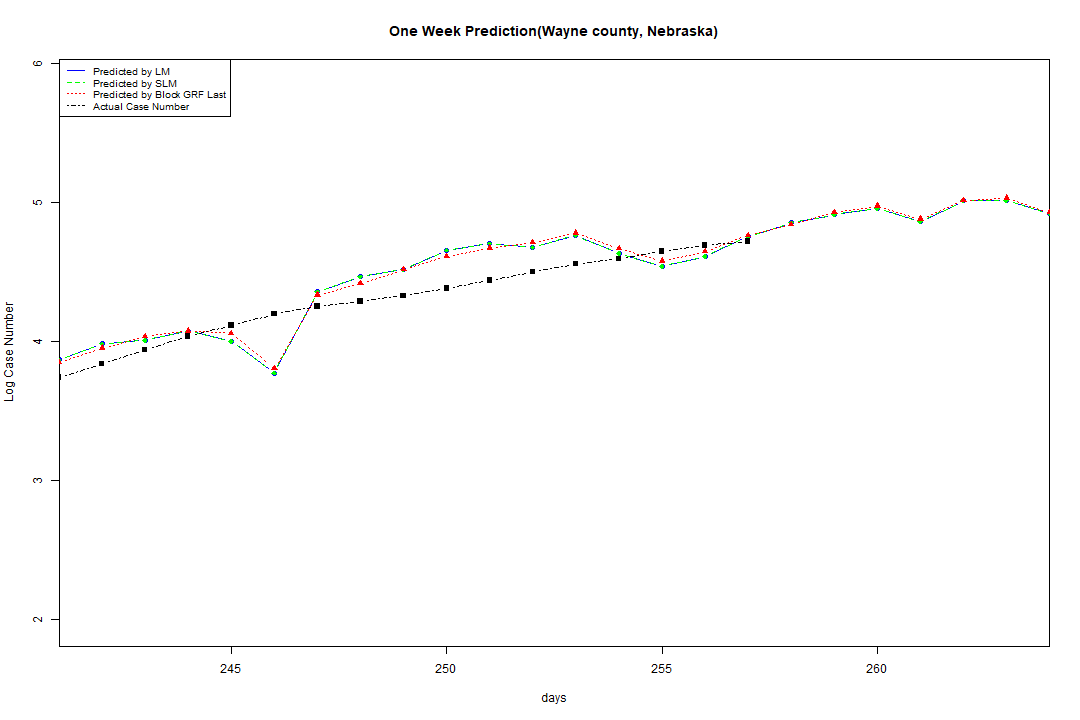 One Week Prediction(Wayne county, Nebraska)
Predicted by LM
Predicted by SLM
Predicted by Block GRF Last
Actual Case Number
6
5
4
3
2
Log Case Number
245 250 255 260
days